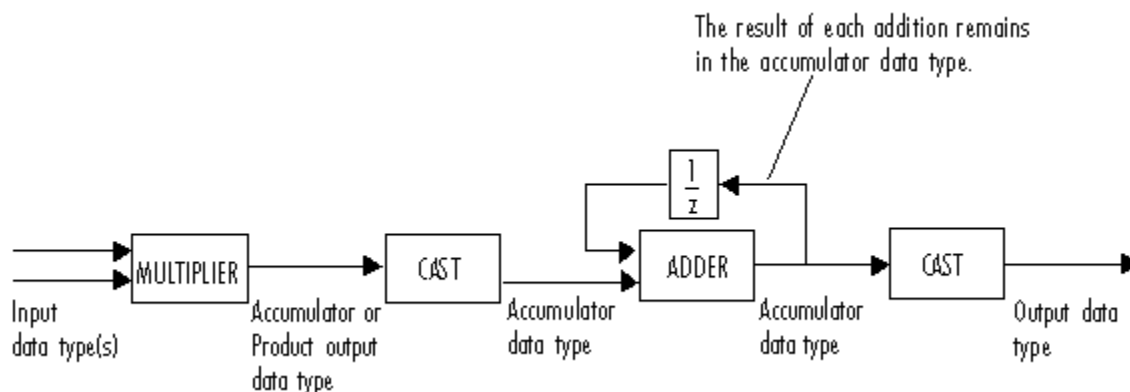 The result of each addition remains
in the accumulator data type.
1
z
MULTIPLIER
CAST
ADDER
CAST
Input
data type(s)
Accumulator or
Product output
data type
Accumulator
data type
Accumulator
data type
Output data
type